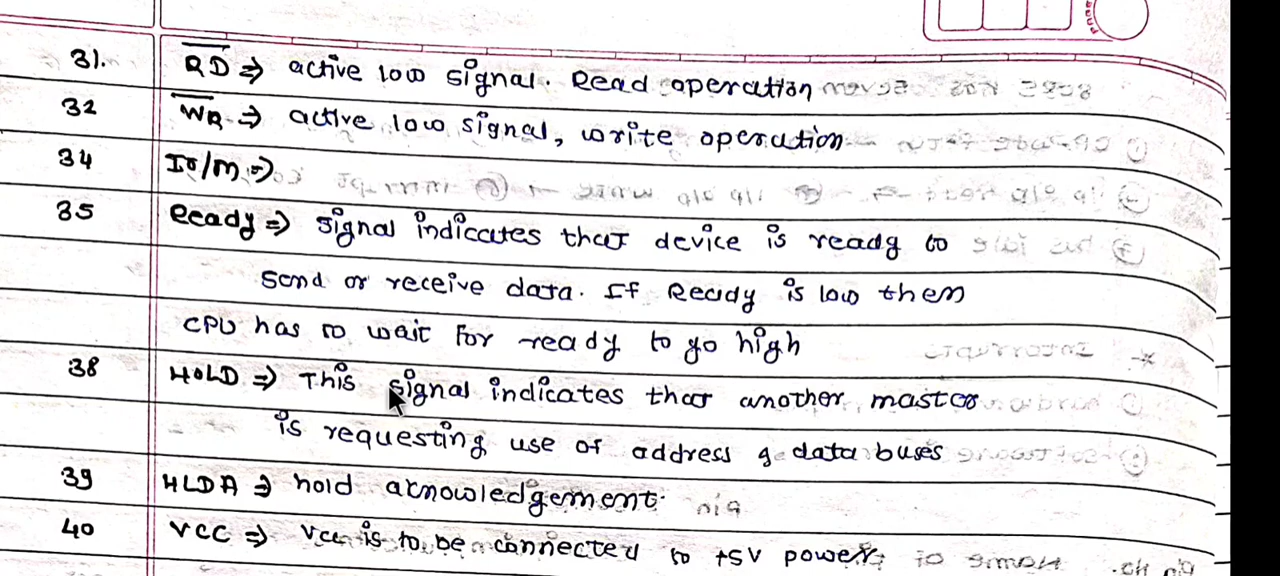 31. R̅D̅ ⇒ active low signal. Read operation
32 W̅R̅ ⇒ active low signal, write operation
34 IO/M ⇒
35 Ready ⇒ signal indicates that device is ready to
send or receive data. If Ready is low then
CPU has to wait for ready to go high
38 HOLD ⇒ This signal indicates that another master
is requesting use of address & data buses
39 HLDA ⇒ hold acknowledgement.
40 VCC ⇒ Vcc is to be connected to +5V power.